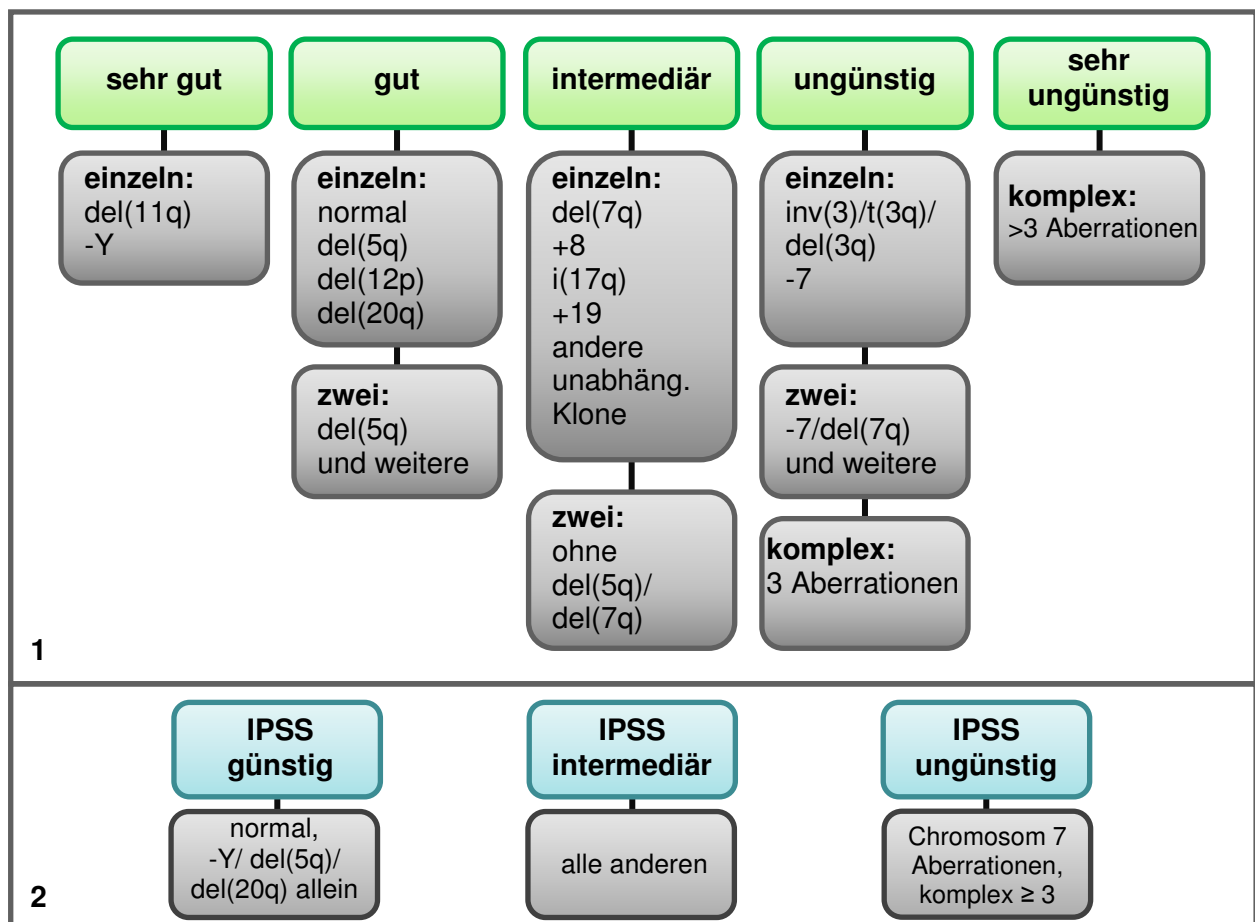 sehr gut
einzeln:
del(11q)
-Y
gut
einzeln:
normal
del(5q)
del(12p)
del(20q)
zwei:
del(5q)
und weitere
intermediär
einzeln:
del(7q)
+8
i(17q)
+19
andere
unabhäng.
Klone
zwei:
ohne
del(5q)/
del(7q)
ungünstig
einzeln:
inv(3)/t(3q)/
del(3q)
-7
zwei:
-7/del(7q)
und weitere
komplex:
3 Aberrationen
sehr
ungünstig
komplex:
>3 Aberrationen
1
IPSS
günstig
normal,
-Y/ del(5q)/
del(20q) allein
IPSS
intermediär
alle anderen
IPSS
ungünstig
Chromosom 7
Aberrationen,
komplex ≥ 3
2